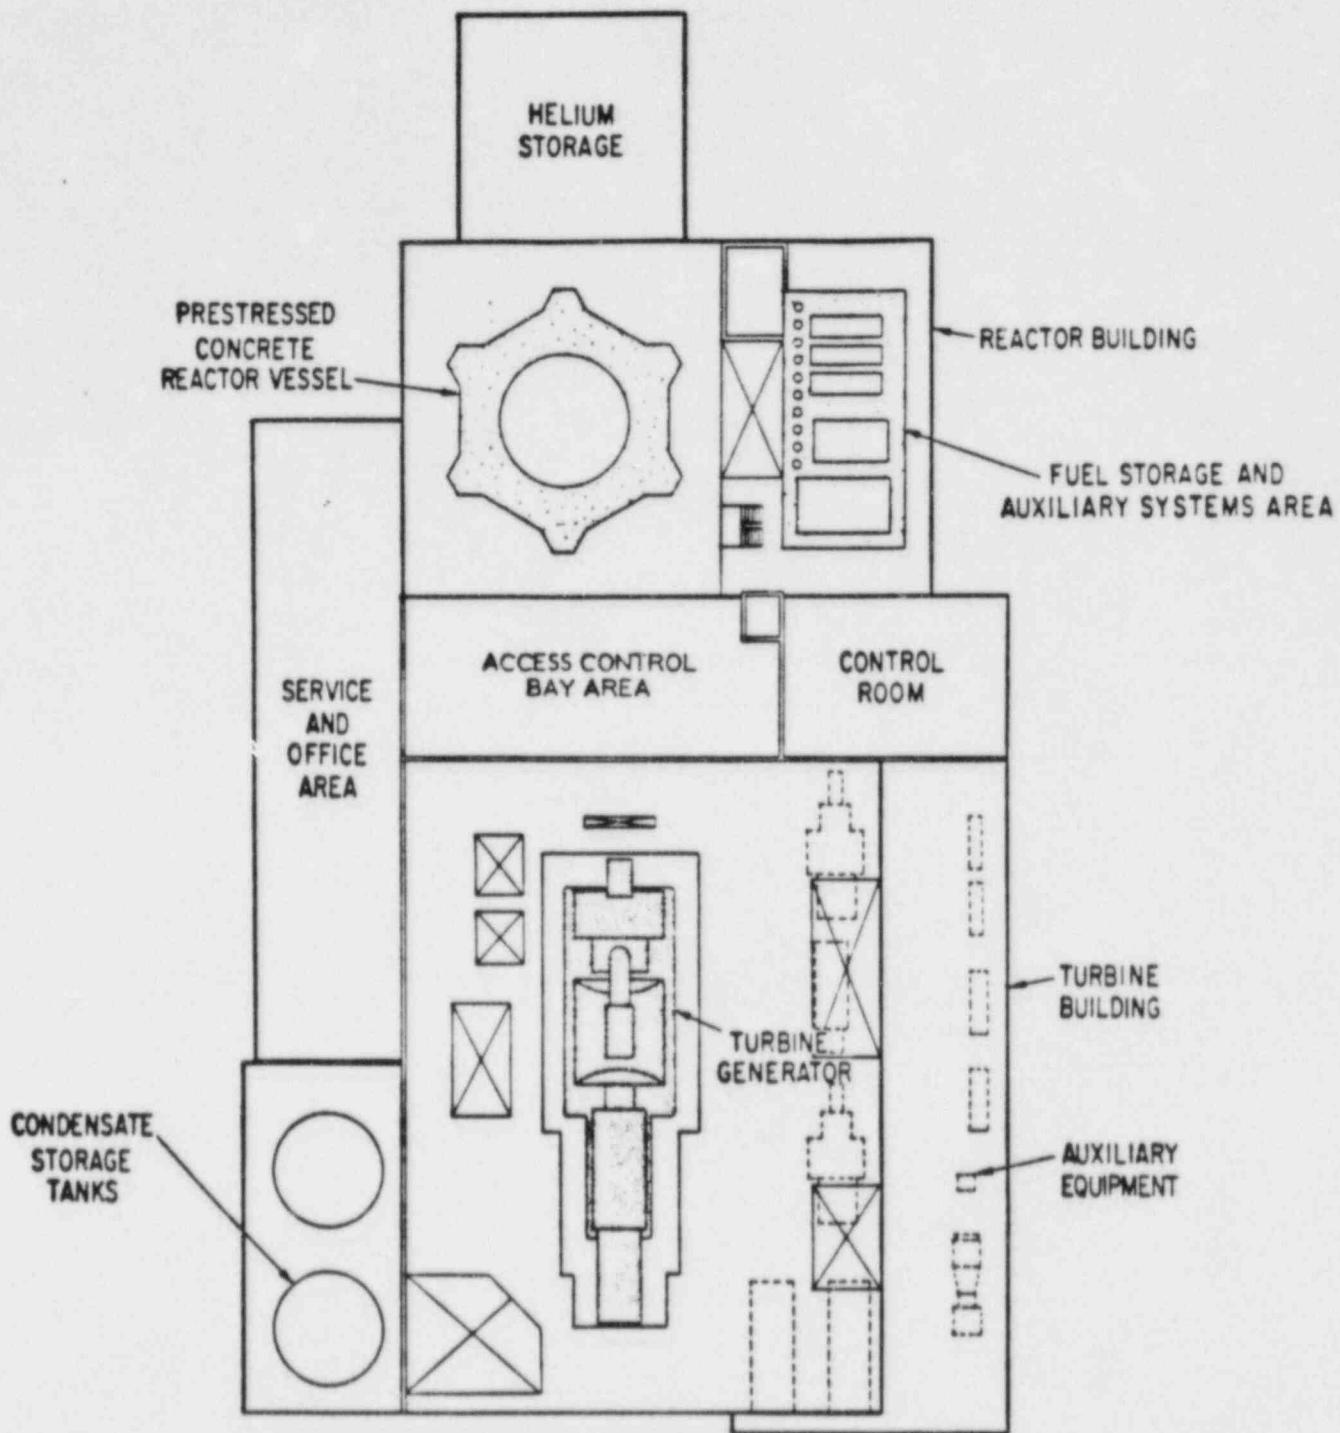 HELIUM
STORAGE
PRESTRESSED
CONCRETE
REACTOR VESSEL
REACTOR BUILDING
FUEL STORAGE AND
AUXILIARY SYSTEMS AREA
ACCESS CONTROL
BAY AREA
CONTROL
ROOM
SERVICE
AND
OFFICE
AREA
TURBINE
GENERATOR
TURBINE
BUILDING
CONDENSATE
STORAGE
TANKS
AUXILIARY
EQUIPMENT